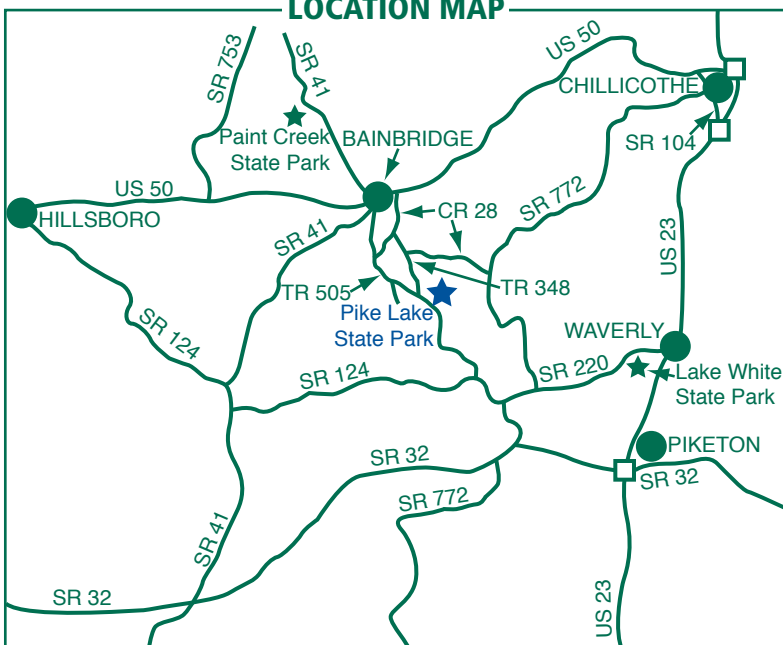 LOCATION MAP
SR 753
SR 41
US 50
CHILLICOTHE
Paint Creek
State Park
BAINBRIDGE
SR 104
US 50
SR 772
HILLSBORO
CR 28
SR 41
US 23
TR 505
TR 348
Pike Lake
State Park
SR 124
WAVERLY
SR 220
Lake White
State Park
SR 124
PIKETON
SR 32
SR 32
SR 772
SR 41
SR 32
US 23